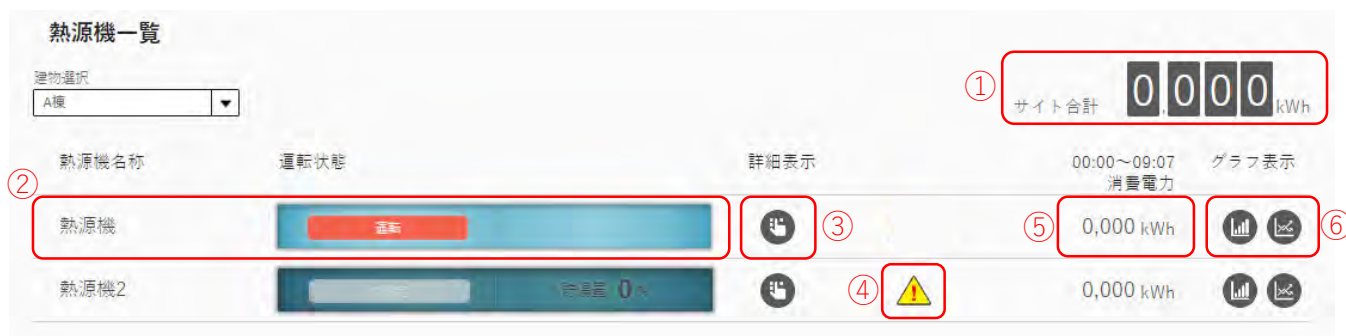 熱源機一覧
建物選択
A棟
① サイト合計 0,000 kWh
熱源機名称 運転状態 詳細表示 00:00~09:07 グラフ表示
消費電力
②
熱源機 運転 ③ ⑤ 0,000 kWh ⑥
熱源機2 0 % ④ 0,000 kWh